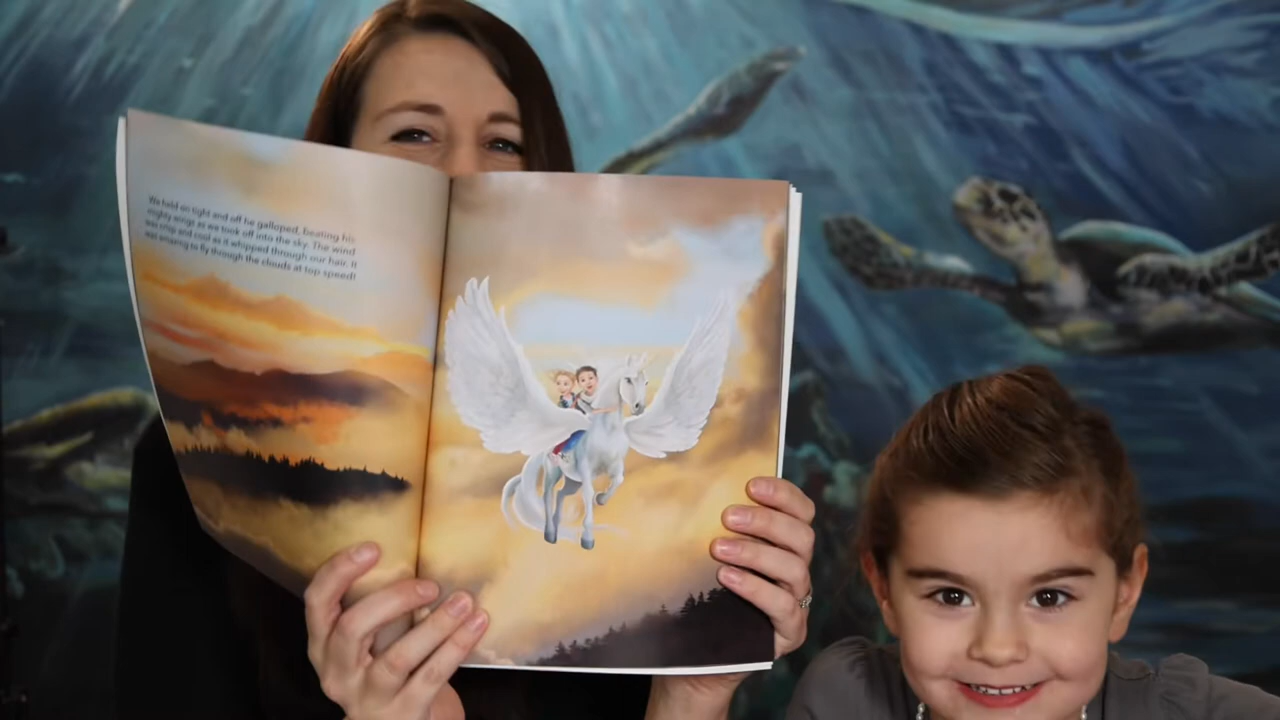 We held on tight and off he galloped, beating his
mighty wings as we took off into the sky. The wind
was crisp and cool as it whipped through our hair. It
was amazing to fly through the clouds at top speed!